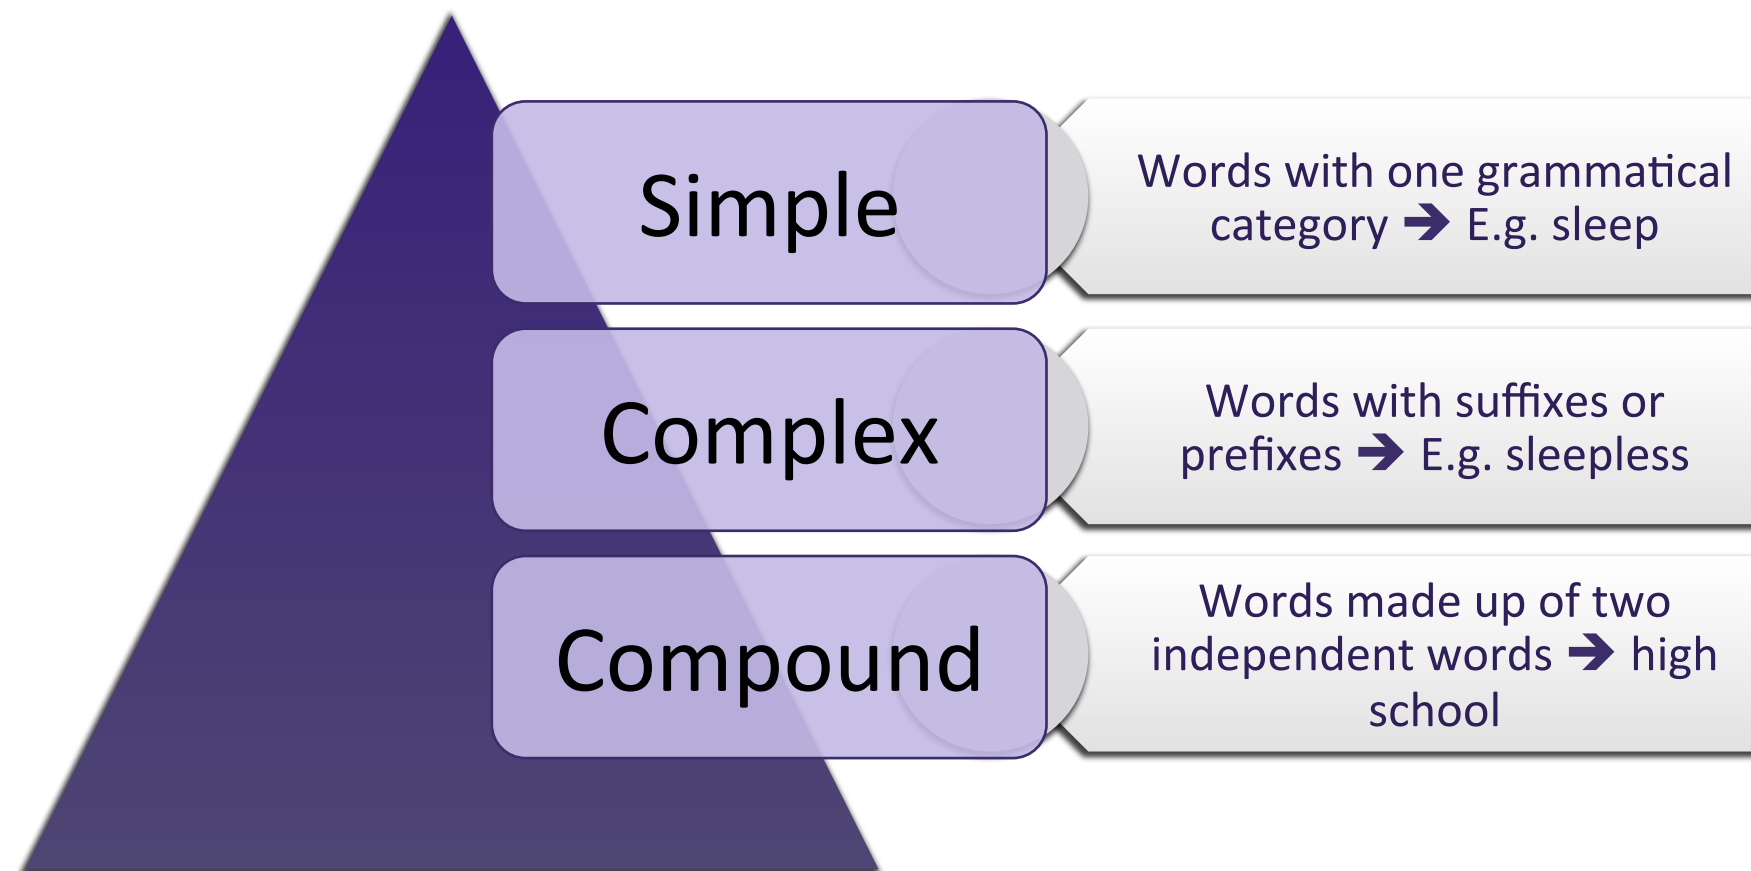 Simple
Words with one grammatical
category ➔ E.g. sleep
Complex
Words with suffixes or
prefixes ➔ E.g. sleepless
Compound
Words made up of two
independent words ➔ high
school